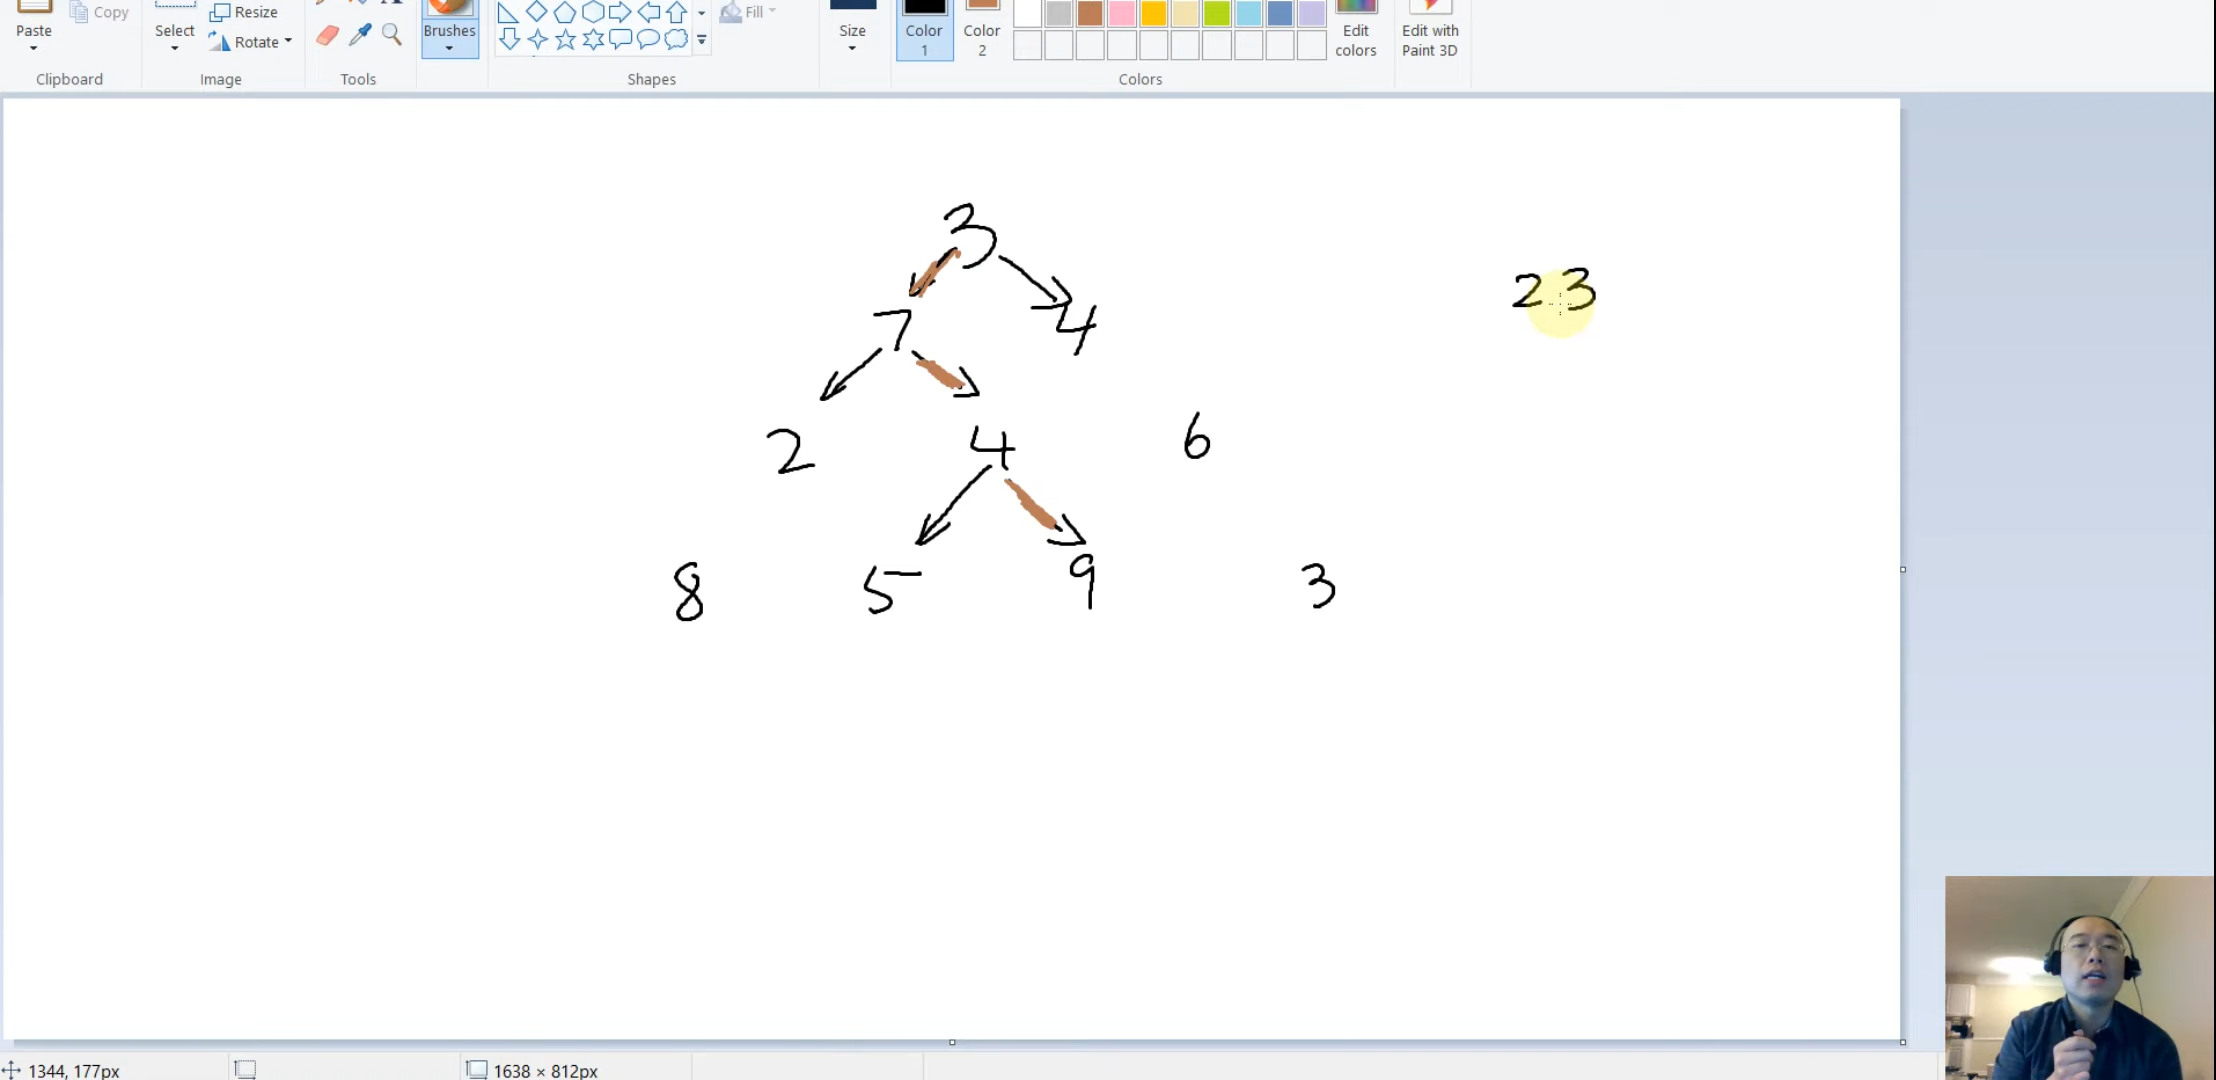 Copy
Resize
Paste Select Rotate Brushes Fill Size Color 1 Color 2 Edit colors Edit with Paint 3D
Clipboard Image Tools Shapes Colors
3
23
7 4
2 4 6
8 5 9 3
1344, 177px 1638 × 812px